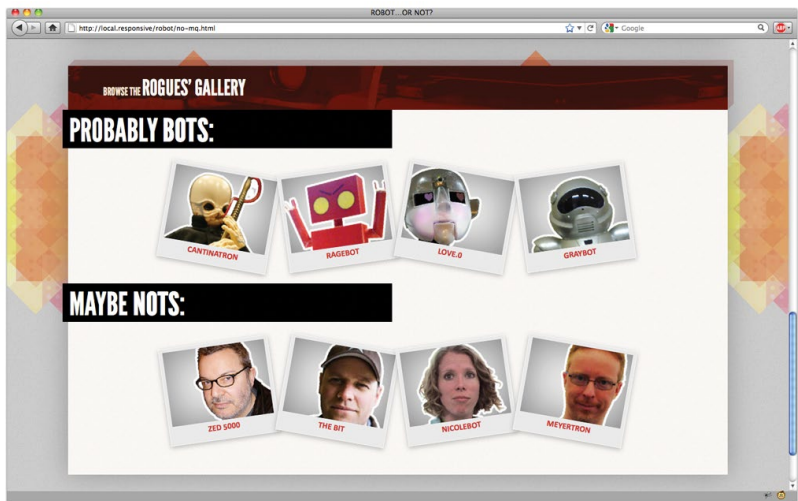 ROBOT...OR NOT?
http://local.responsive/robot/no-mq.html
Google
ABP
BROWSE THE ROGUES' GALLERY
PROBABLY BOTS:
CANTINATRON
RAGEBOT
LOVE.0
GRAYBOT
MAYBE NOTS:
ZED 5000
THE BIT
NICOLEBOT
MEYERTRON